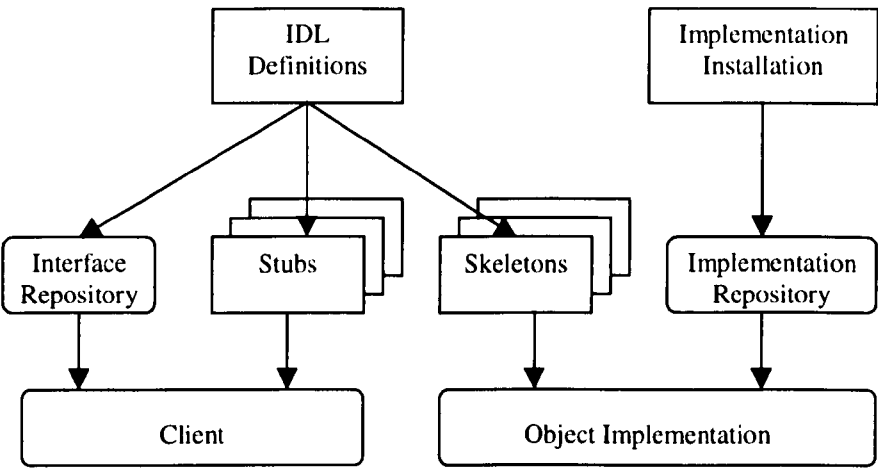 IDL
Definitions
Implementation
Installation
Interface
Repository
Stubs
Skeletons
Implementation
Repository
Client
Object Implementation